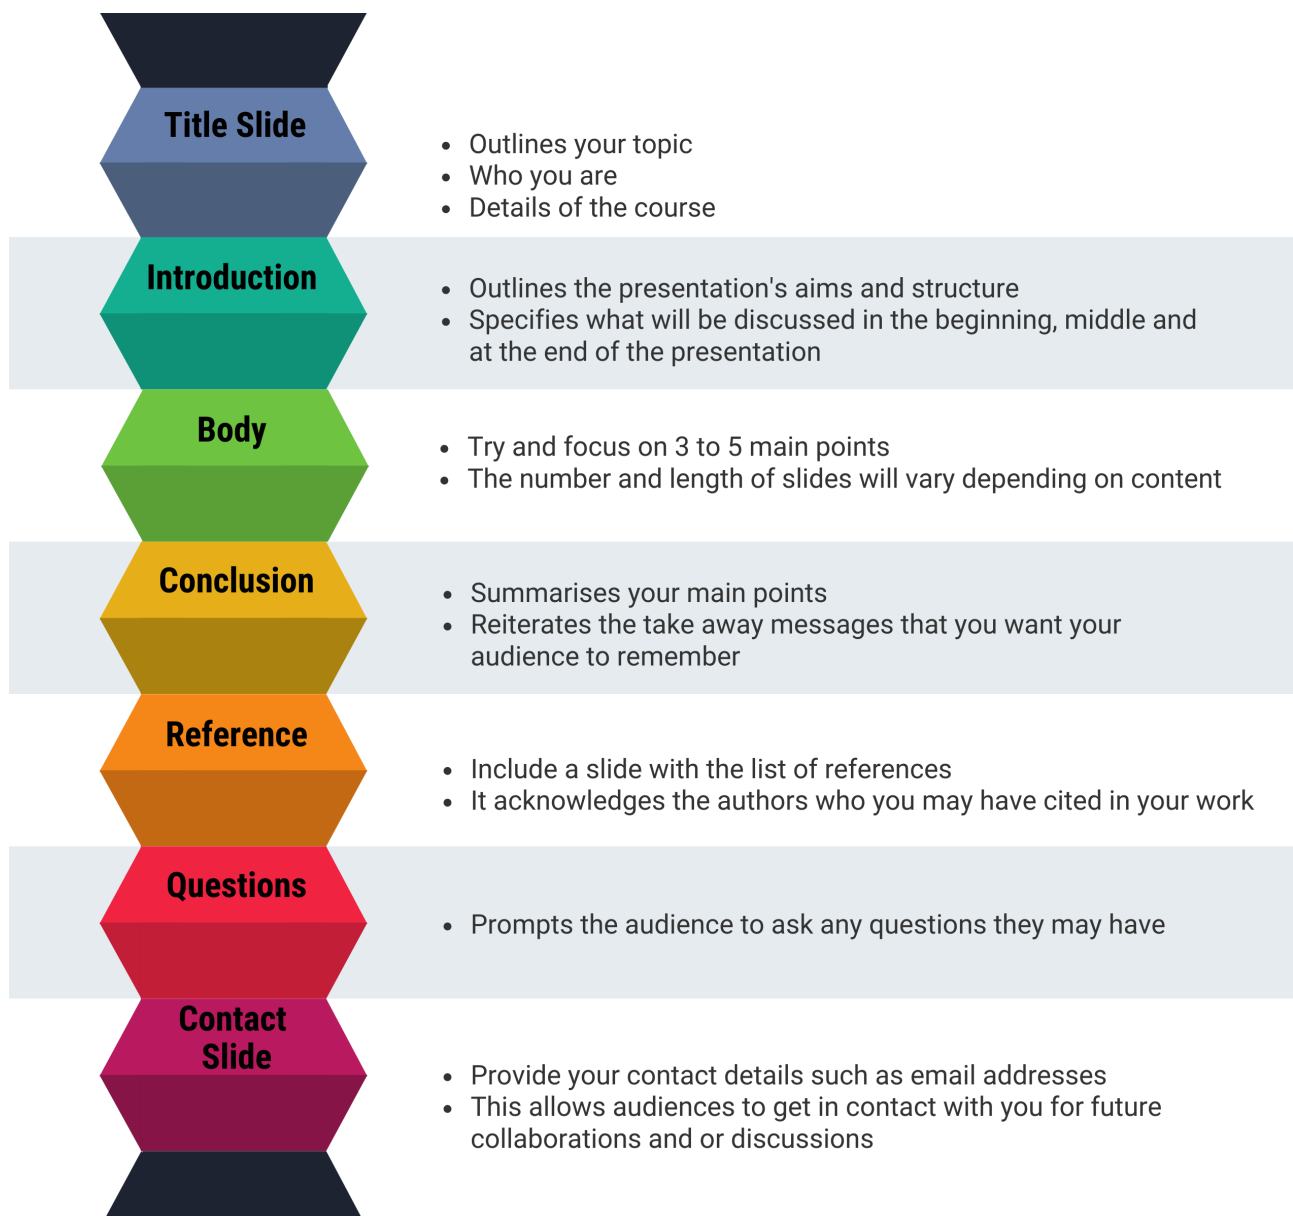 Title Slide
• Outlines your topic
• Who you are
• Details of the course
Introduction
• Outlines the presentation's aims and structure
• Specifies what will be discussed in the beginning, middle and
at the end of the presentation
Body
• Try and focus on 3 to 5 main points
• The number and length of slides will vary depending on content
Conclusion
• Summarises your main points
• Reiterates the take away messages that you want your
audience to remember
Reference
• Include a slide with the list of references
• It acknowledges the authors who you may have cited in your work
Questions
• Prompts the audience to ask any questions they may have
Contact
Slide
• Provide your contact details such as email addresses
• This allows audiences to get in contact with you for future
collaborations and or discussions